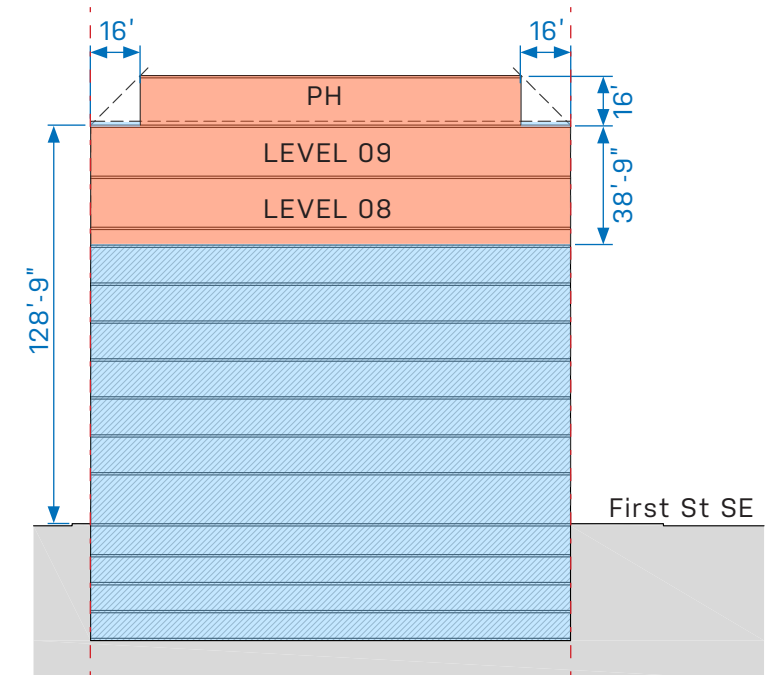 16' 16'
PH
16'
LEVEL 09
38'-9"
LEVEL 08
128'-9"
First St SE